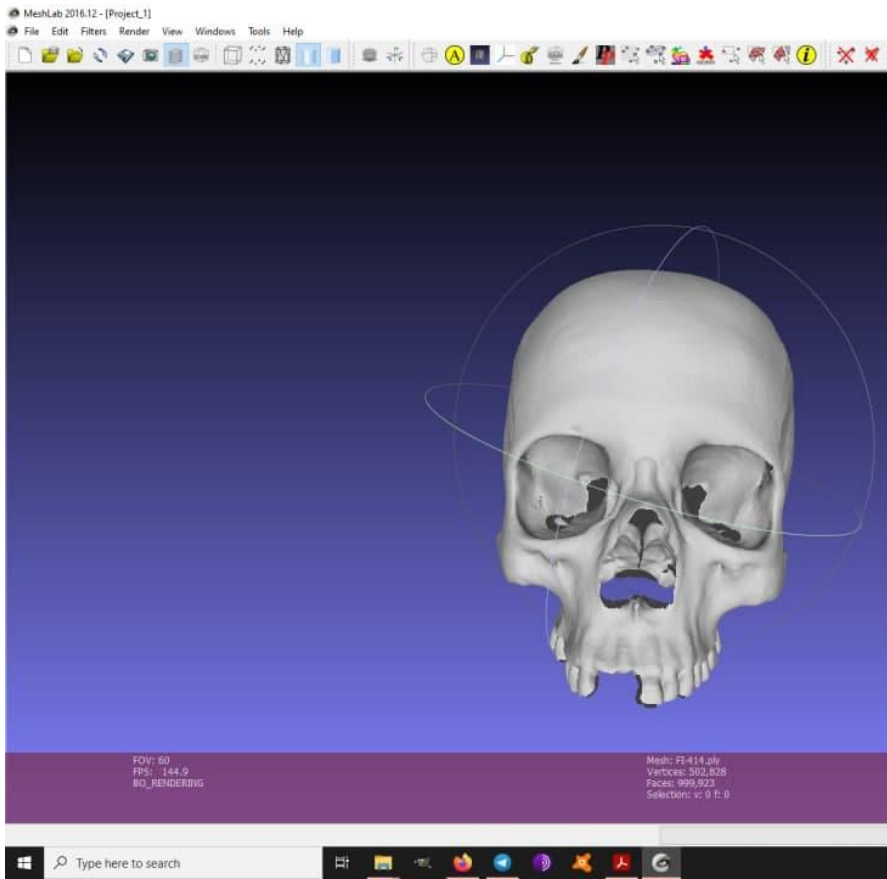 MeshLab 2016.12 - [Project_1]
File Edit Filters Render View Windows Tools Help
A
i
FOV: 60
FPS: 144.9
BO_RENDERING
Mesh: FI-414.ply
Vertices: 502,828
Faces: 999,923
Selection: v: 0 f: 0
Type here to search